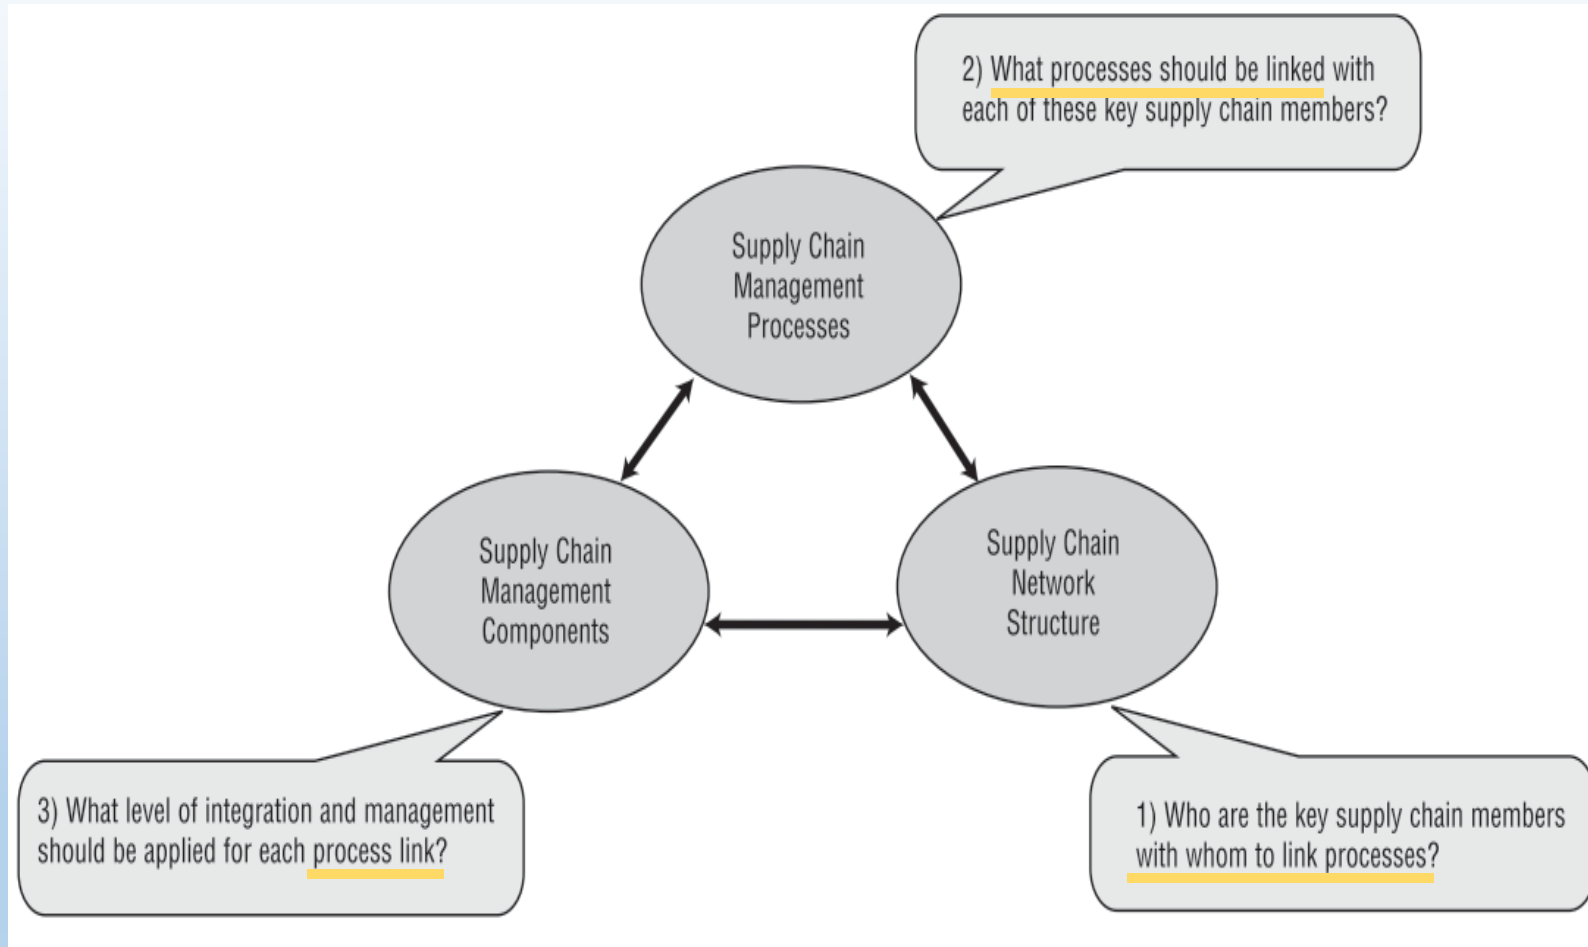 2) What processes should be linked with
each of these key supply chain members?
Supply Chain
Management
Processes
Supply Chain
Management
Components
Supply Chain
Network
Structure
3) What level of integration and management
should be applied for each process link?
1) Who are the key supply chain members
with whom to link processes?